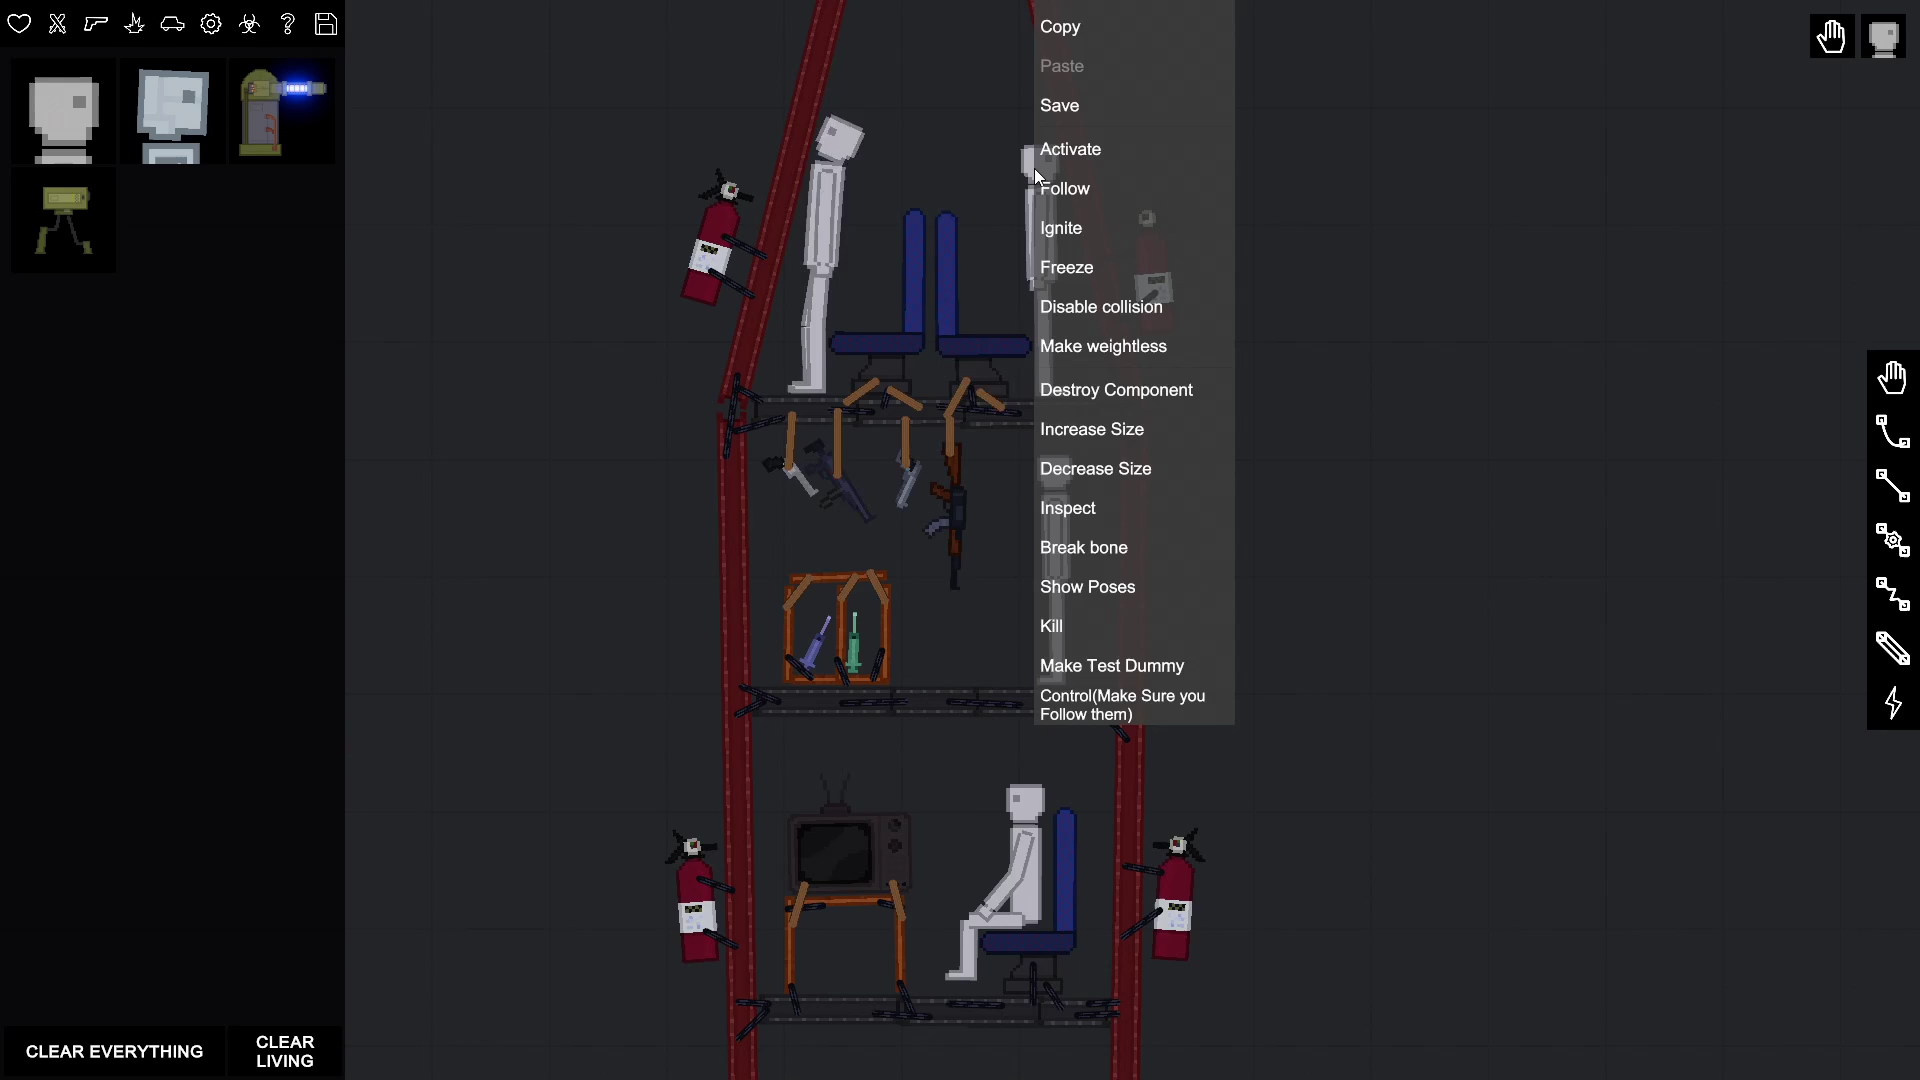 Copy
Paste
Save
Activate
Follow
Ignite
Freeze
Disable collision
Make weightless
Destroy Component
Increase Size
Decrease Size
Inspect
Break bone
Show Poses
Kill
Make Test Dummy
Control(Make Sure you
Follow them)
CLEAR EVERYTHING
CLEAR
LIVING